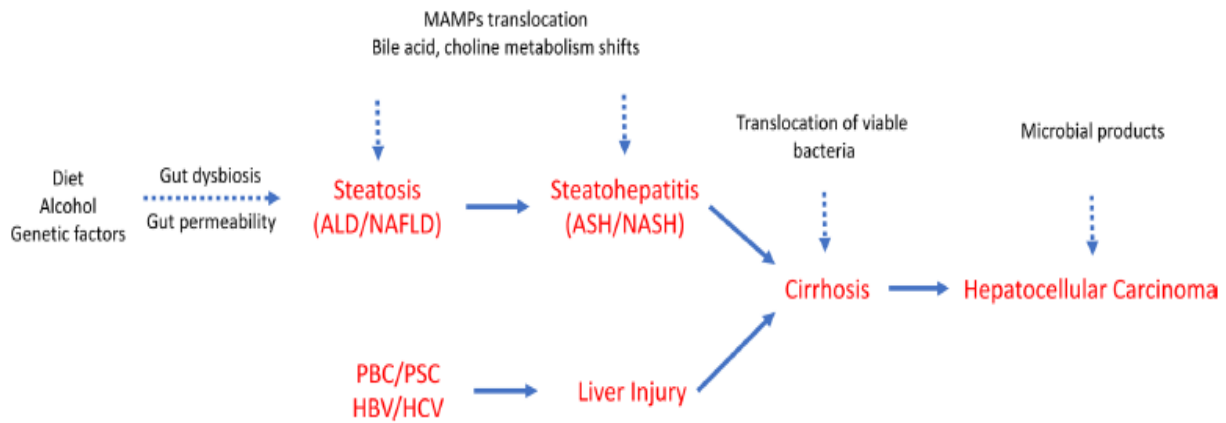 MAMPs translocation
Bile acid, choline metabolism shifts
Translocation of viable
bacteria
Microbial products
Diet
Alcohol
Genetic factors
Gut dysbiosis
Gut permeability
Steatosis
(ALD/NAFLD)
Steatohepatitis
(ASH/NASH)
Cirrhosis
Hepatocellular Carcinoma
PBC/PSC
HBV/HCV
Liver Injury